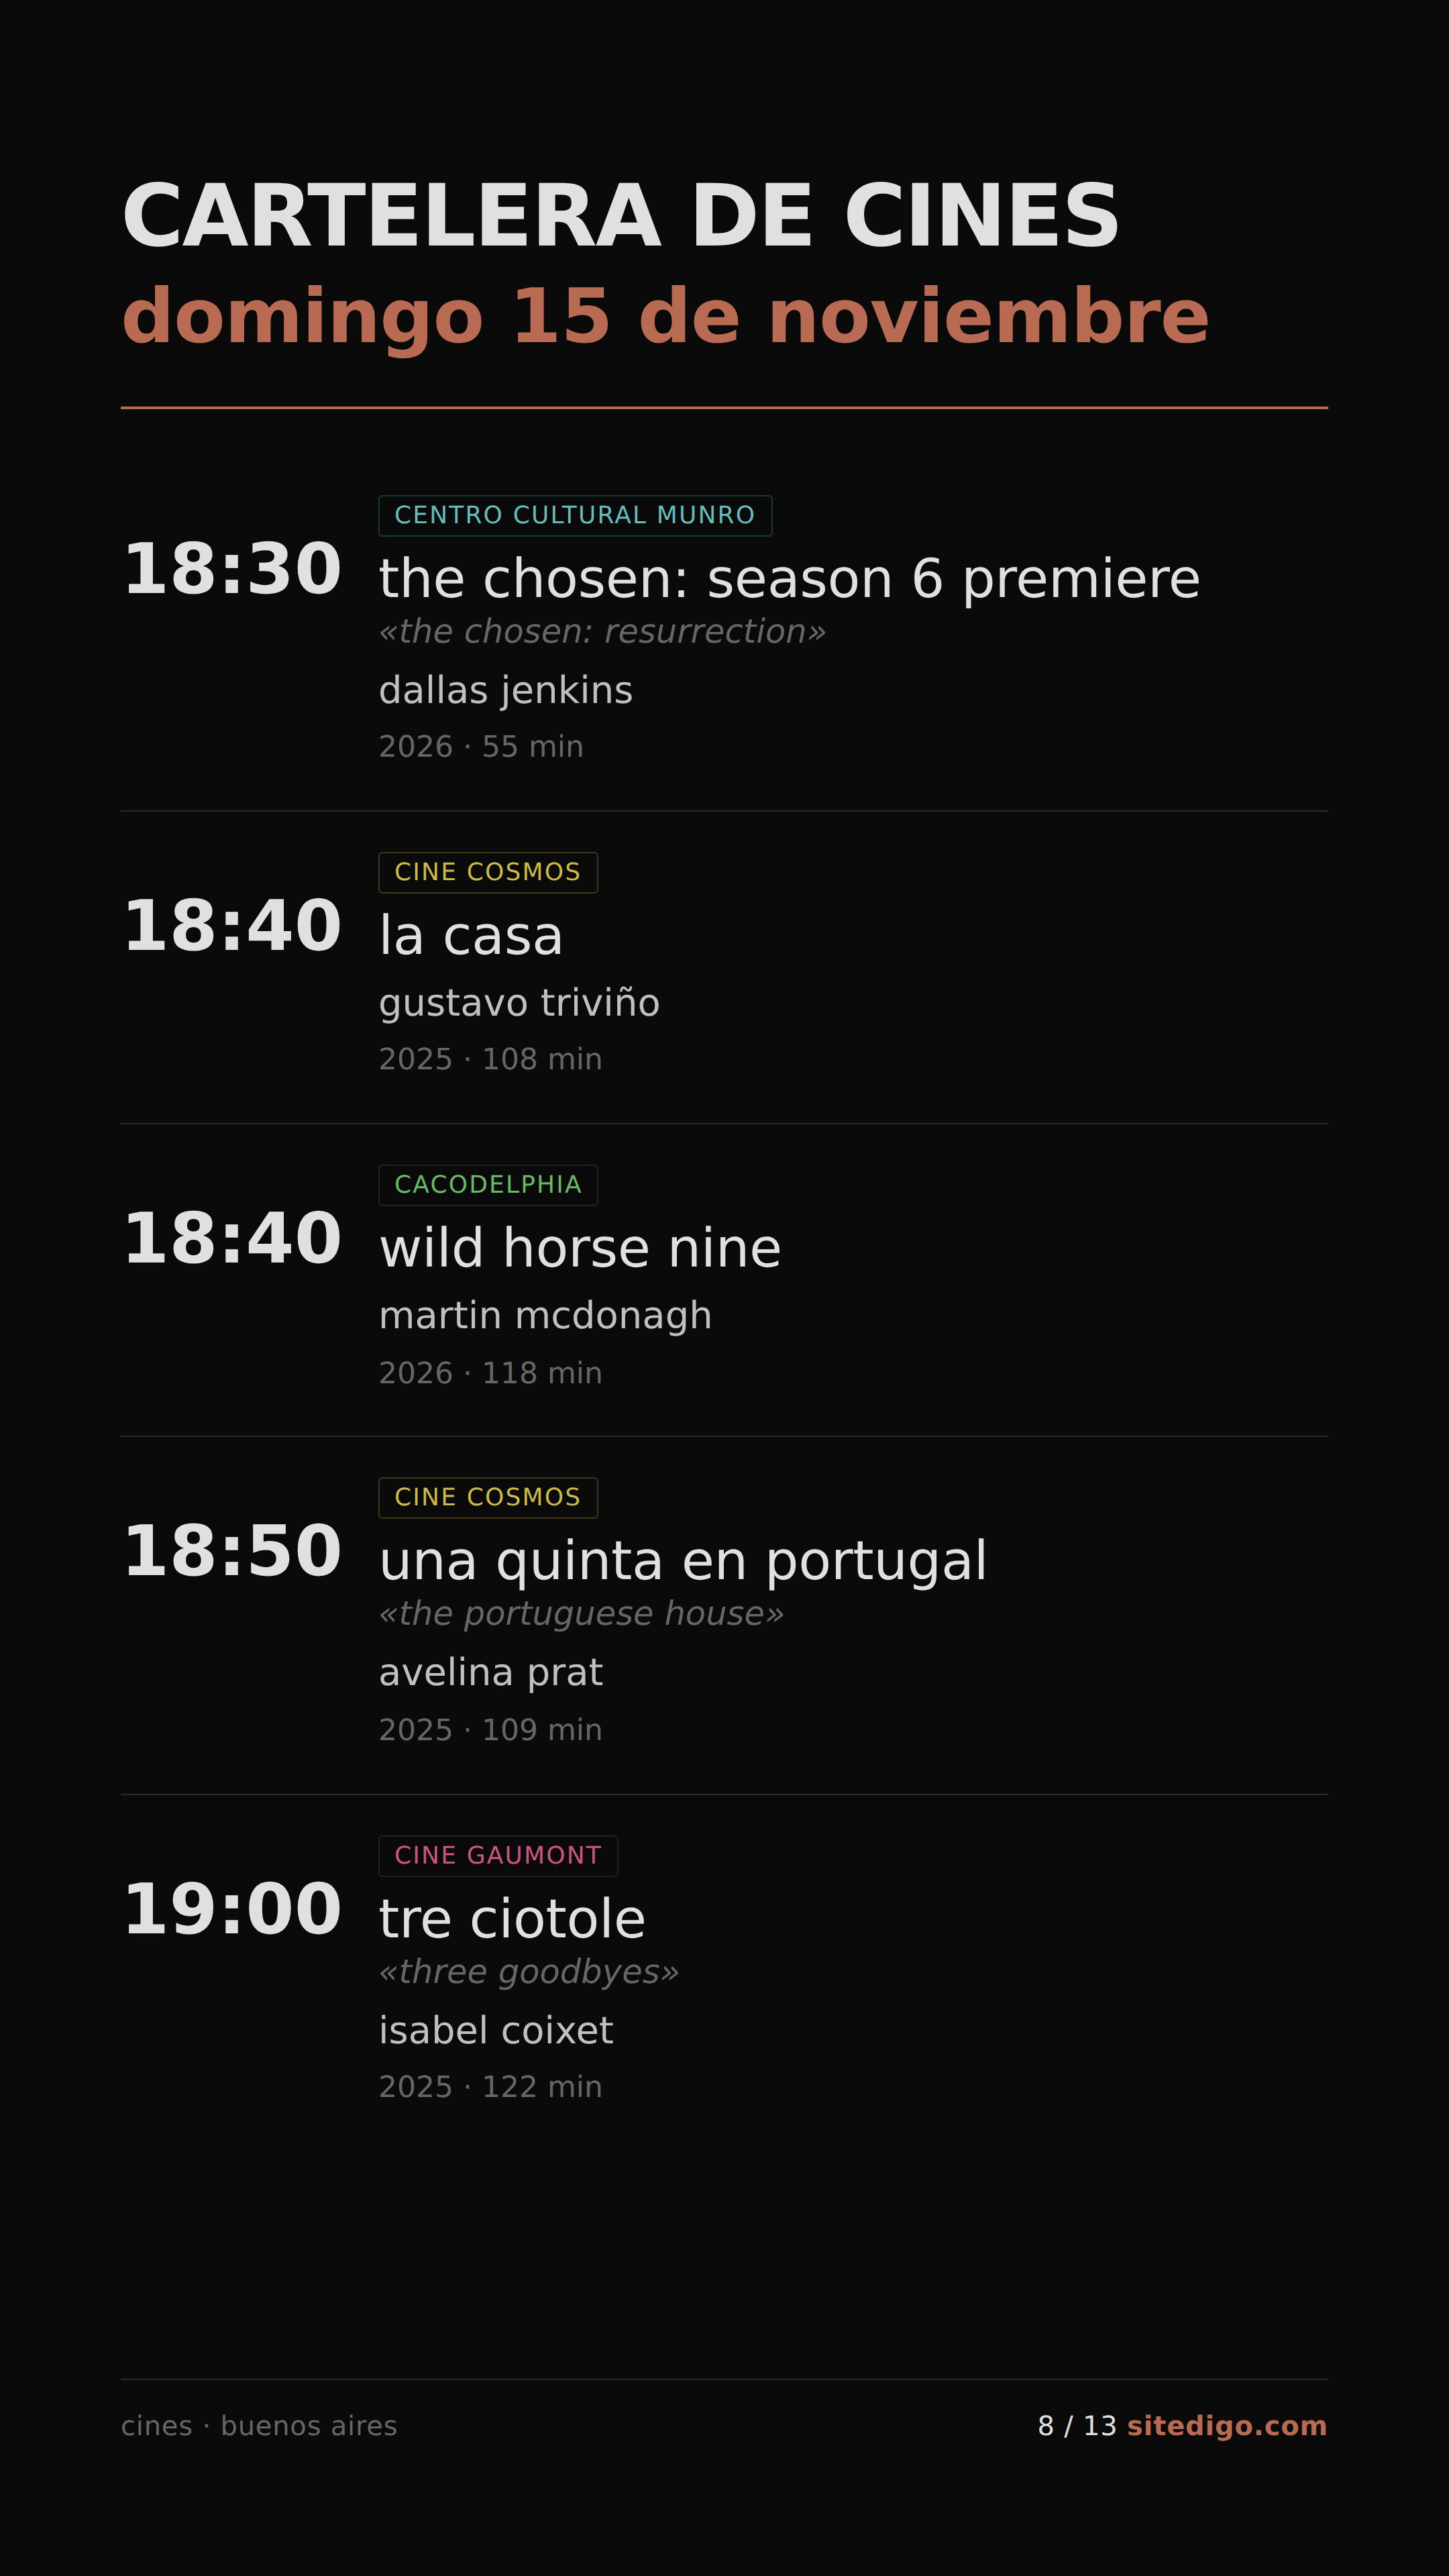 CARTELERA DE CINES
domingo 15 de noviembre
CENTRO CULTURAL MUNRO
18:30
the chosen: season 6 premiere
«the chosen: resurrection»
dallas jenkins
2026 · 55 min
CINE COSMOS
18:40
la casa
gustavo triviño
2025 · 108 min
CACODELPHIA
18:40
wild horse nine
martin mcdonagh
2026 · 118 min
CINE COSMOS
18:50
una quinta en portugal
«the portuguese house»
avelina prat
2025 · 109 min
CINE GAUMONT
19:00
tre ciotole
«three goodbyes»
isabel coixet
2025 · 122 min
cines · buenos aires
8 / 13 sitedigo.com